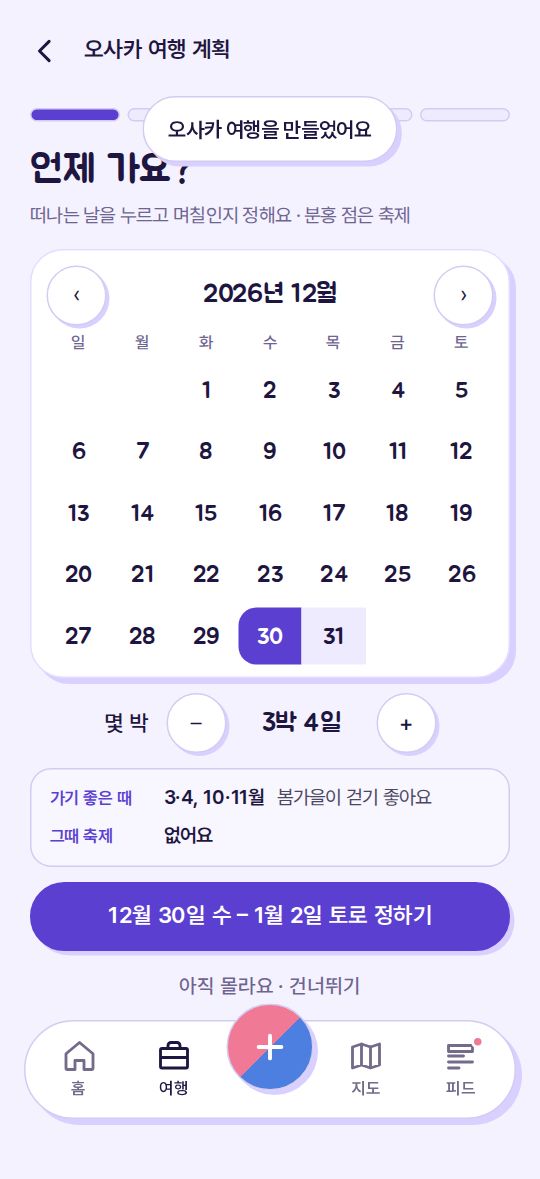 오사카 여행 계획
오사카 여행을 만들었어요
언제 가요?
떠나는 날을 누르고 며칠인지 정해요 · 분홍 점은 축제
‹ 2026년 12월 ›
일 월 화 수 목 금 토
1 2 3 4 5
6 7 8 9 10 11 12
13 14 15 16 17 18 19
20 21 22 23 24 25 26
27 28 29 30 31
몇 박 − 3박 4일 +
가기 좋은 때 3·4, 10·11월 봄가을이 걷기 좋아요
그때 축제 없어요
12월 30일 수 – 1월 2일 토로 정하기
아직 몰라요 · 건너뛰기
홈 여행 지도 피드